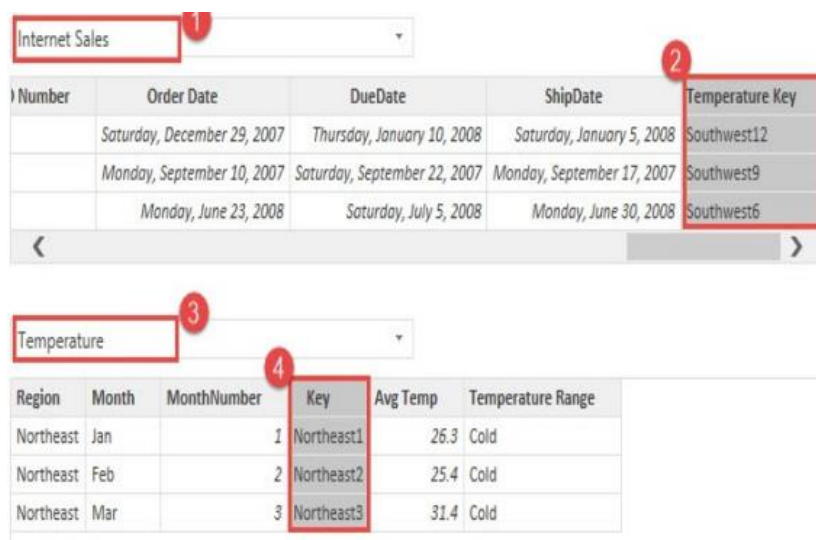 1
Internet Sales
2
Number Order Date DueDate ShipDate Temperature Key
Saturday, December 29, 2007 Thursday, January 10, 2008 Saturday, January 5, 2008 Southwest12
Monday, September 10, 2007 Saturday, September 22, 2007 Monday, September 17, 2007 Southwest9
Monday, June 23, 2008 Saturday, July 5, 2008 Monday, June 30, 2008 Southwest6
3
Temperature
4
Region Month MonthNumber Key Avg Temp Temperature Range
Northeast Jan 1 Northeast1 26.3 Cold
Northeast Feb 2 Northeast2 25.4 Cold
Northeast Mar 3 Northeast3 31.4 Cold